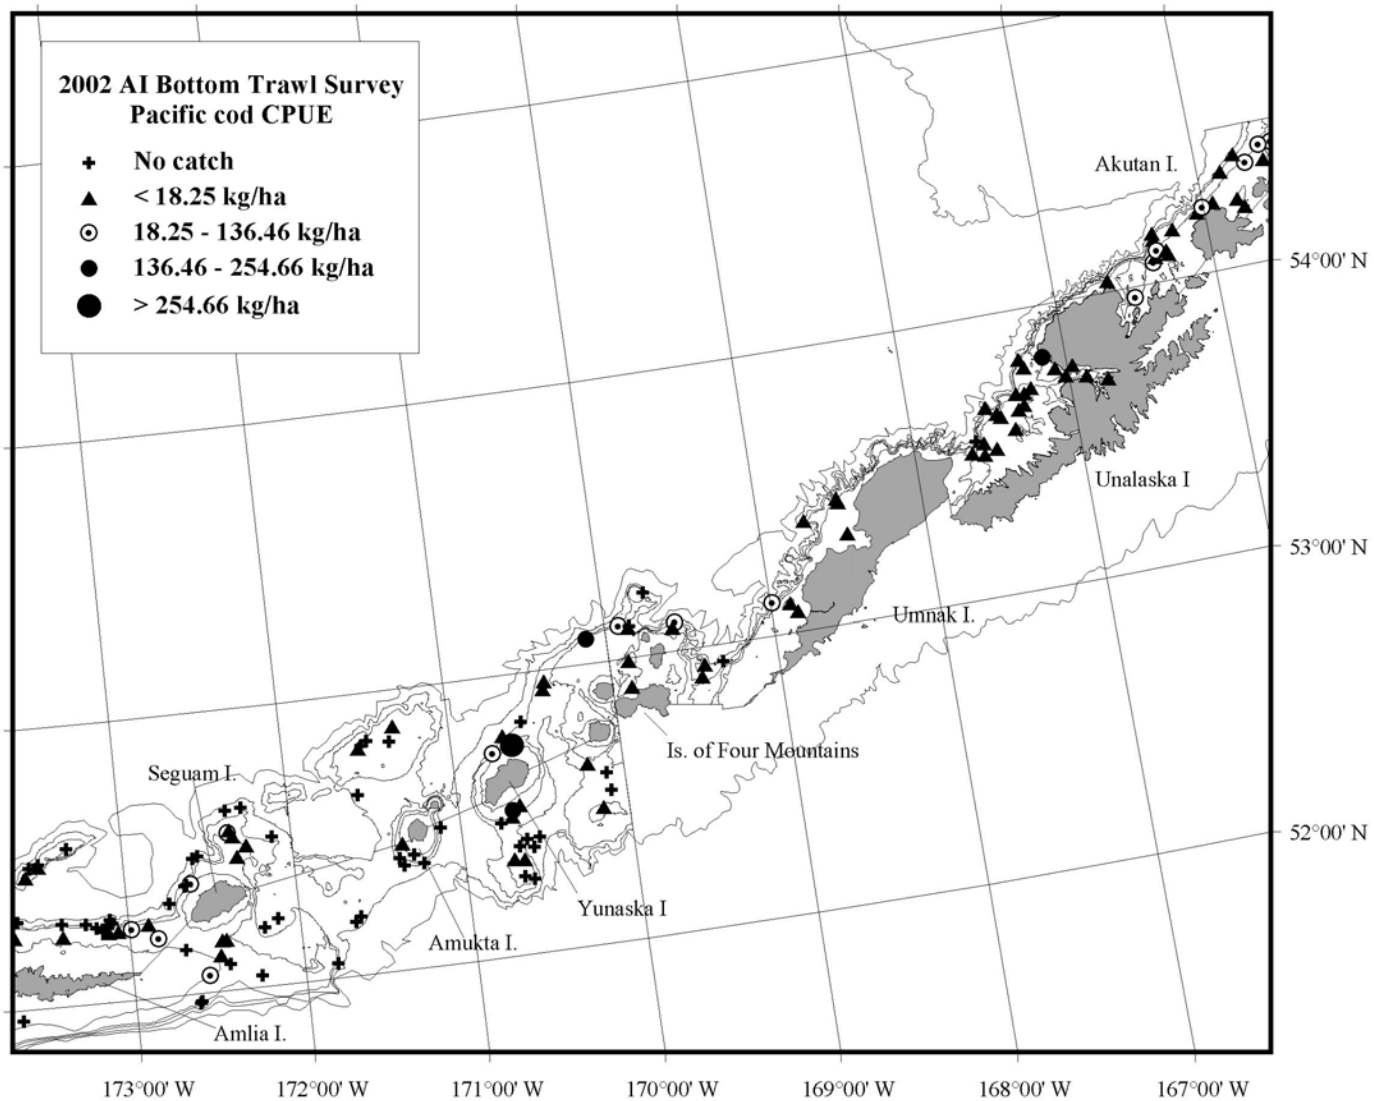 2002 AI Bottom Trawl Survey
Pacific cod CPUE
No catch
< 18.25 kg/ha
18.25 - 136.46 kg/ha
136.46 - 254.66 kg/ha
> 254.66 kg/ha
Akutan I.
54°00' N
Unalaska I
53°00' N
Umnak I.
Is. of Four Mountains
Seguam I.
52°00' N
Yunaska I
Amukta I.
Amlia I.
173°00' W
172°00' W
171°00' W
170°00' W
169°00' W
168°00' W
167°00' W